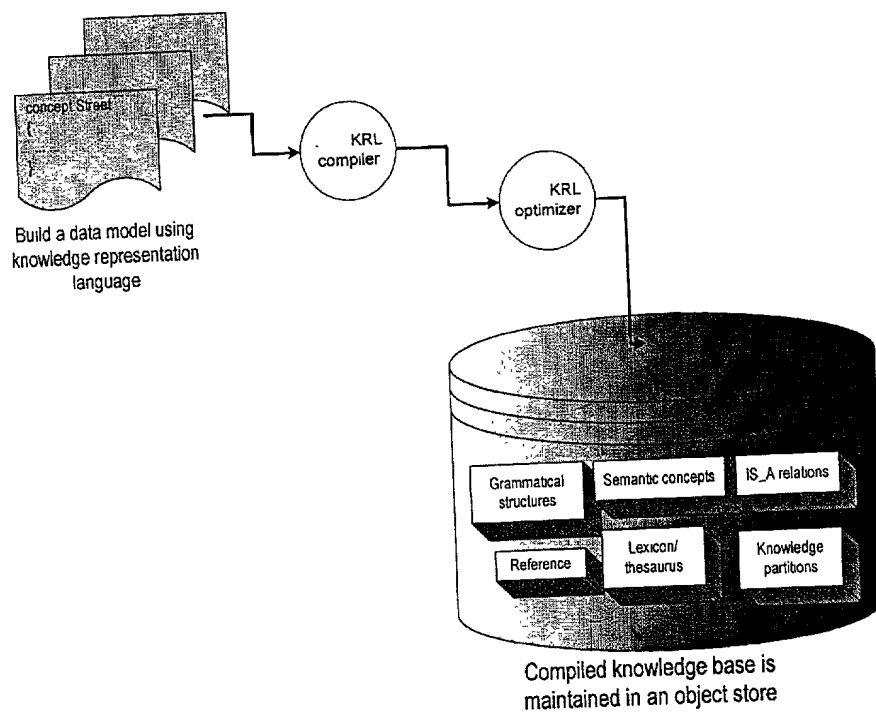 concept Street
{
}
Build a data model using
knowledge representation
language
KRL
compiler
KRL
optimizer
Grammatical
structures
Semantic concepts
IS_A relations
Reference
Lexicon/
thesaurus
Knowledge
partitions
Compiled knowledge base is
maintained in an object store